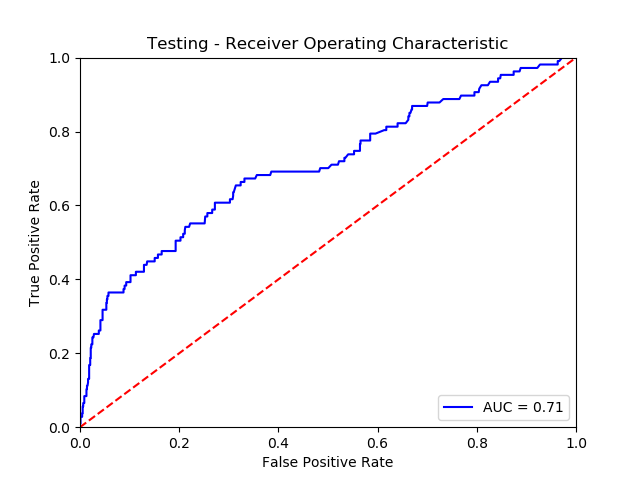 Testing - Receiver Operating Characteristic
1.0
0.8
0.6
0.4
0.2
0.0
True Positive Rate
AUC = 0.71
0.0 0.2 0.4 0.6 0.8 1.0
False Positive Rate